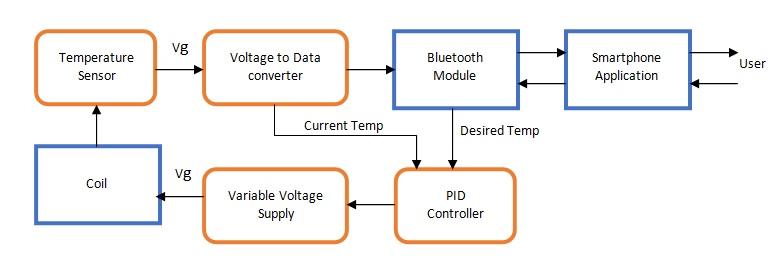 Temperature
Sensor
Vg
Voltage to Data
converter
Bluetooth
Module
Smartphone
Application
User
Current Temp
Desired Temp
Coil
Vg
Variable Voltage
Supply
PID
Controller